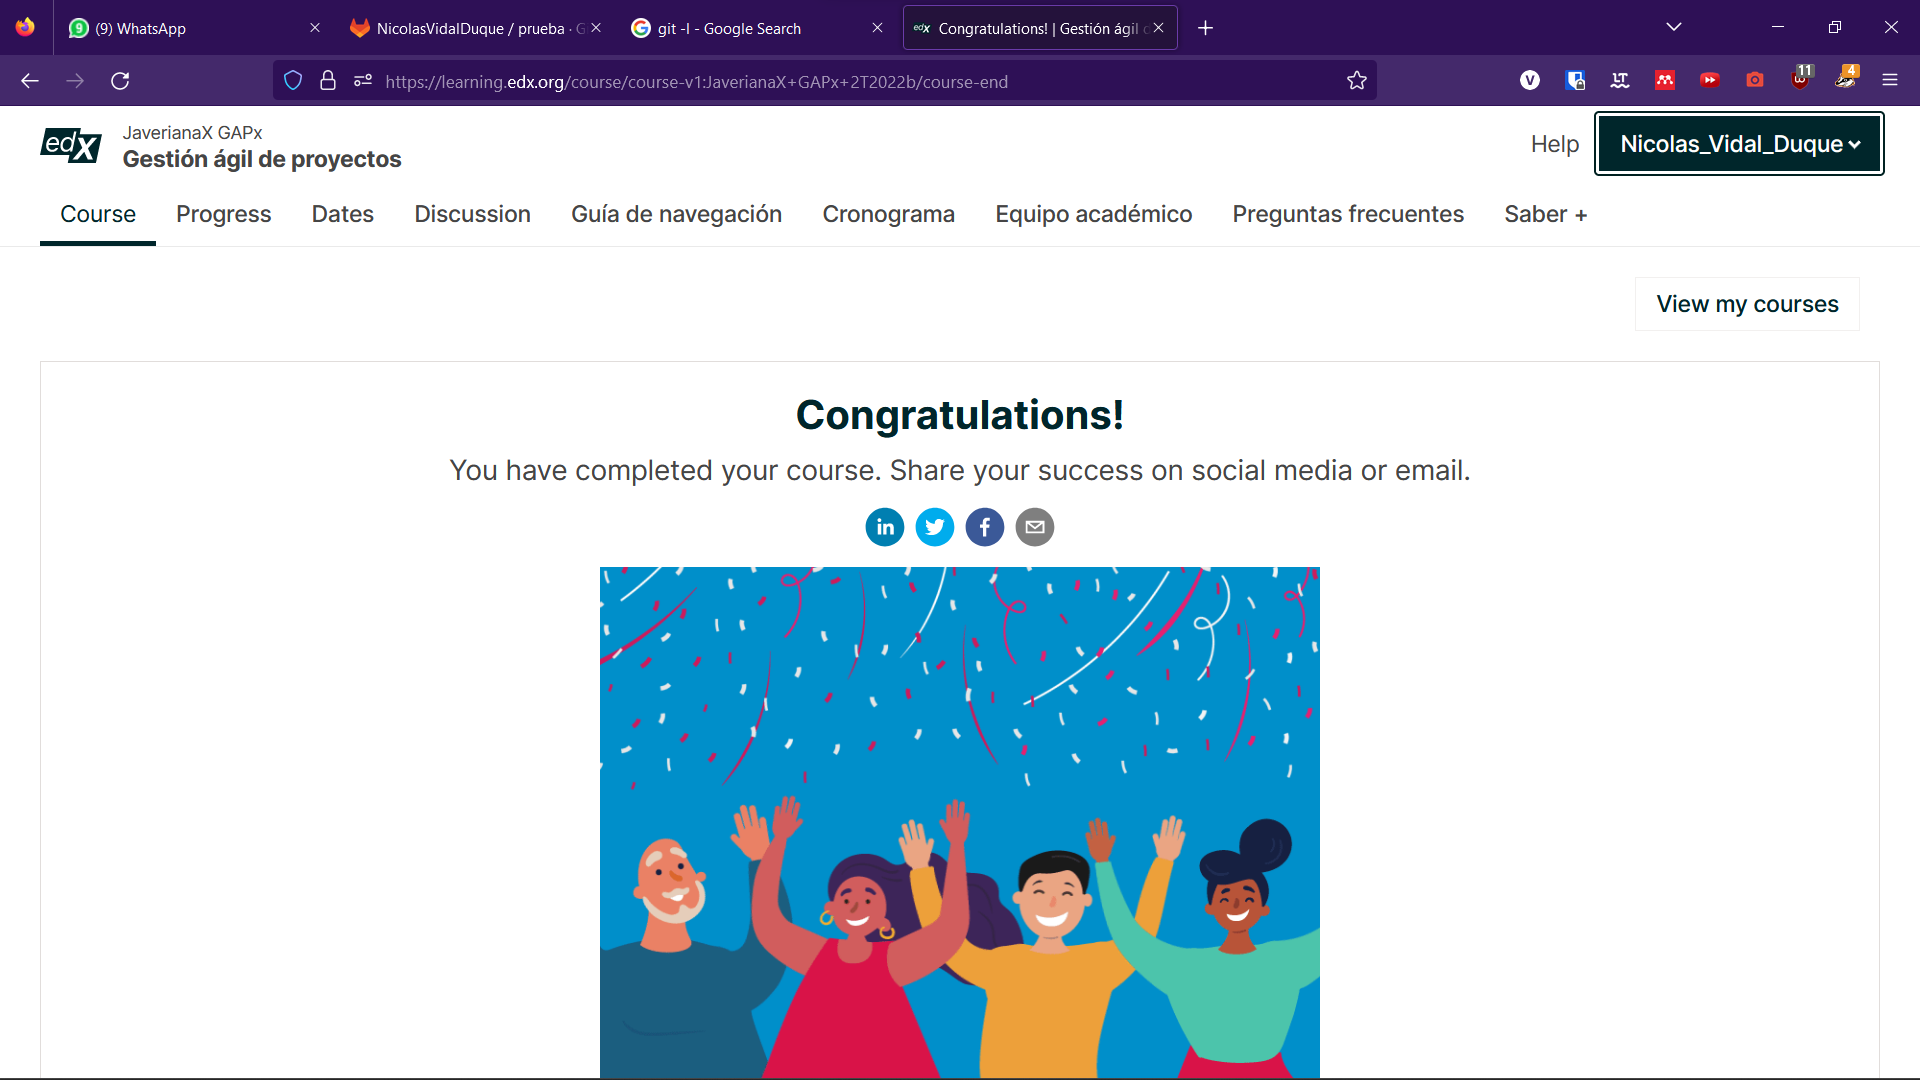 (9) WhatsApp
NicolasVidalDuque / prueba · G
git -l - Google Search
Congratulations! | Gestión ágil d
https://learning.edx.org/course/course-v1:JaverianaX+GAPx+2T2022b/course-end
11
4
edX
JaverianaX GAPx
Gestión ágil de proyectos
Help
Nicolas_Vidal_Duque
Course
Progress
Dates
Discussion
Guía de navegación
Cronograma
Equipo académico
Preguntas frecuentes
Saber +
View my courses
Congratulations!
You have completed your course. Share your success on social media or email.